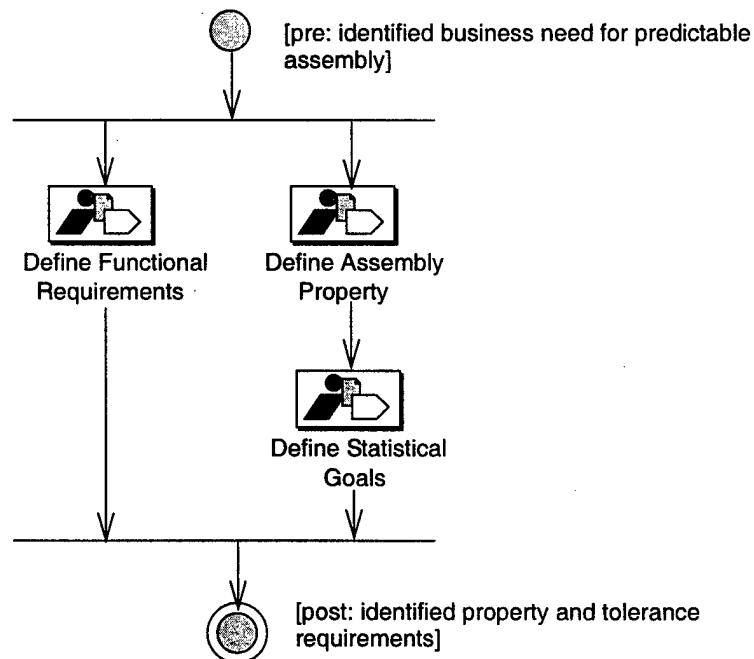 [pre: identified business need for predictable
assembly]
Define Functional
Requirements
Define Assembly
Property
Define Statistical
Goals
[post: identified property and tolerance
requirements]